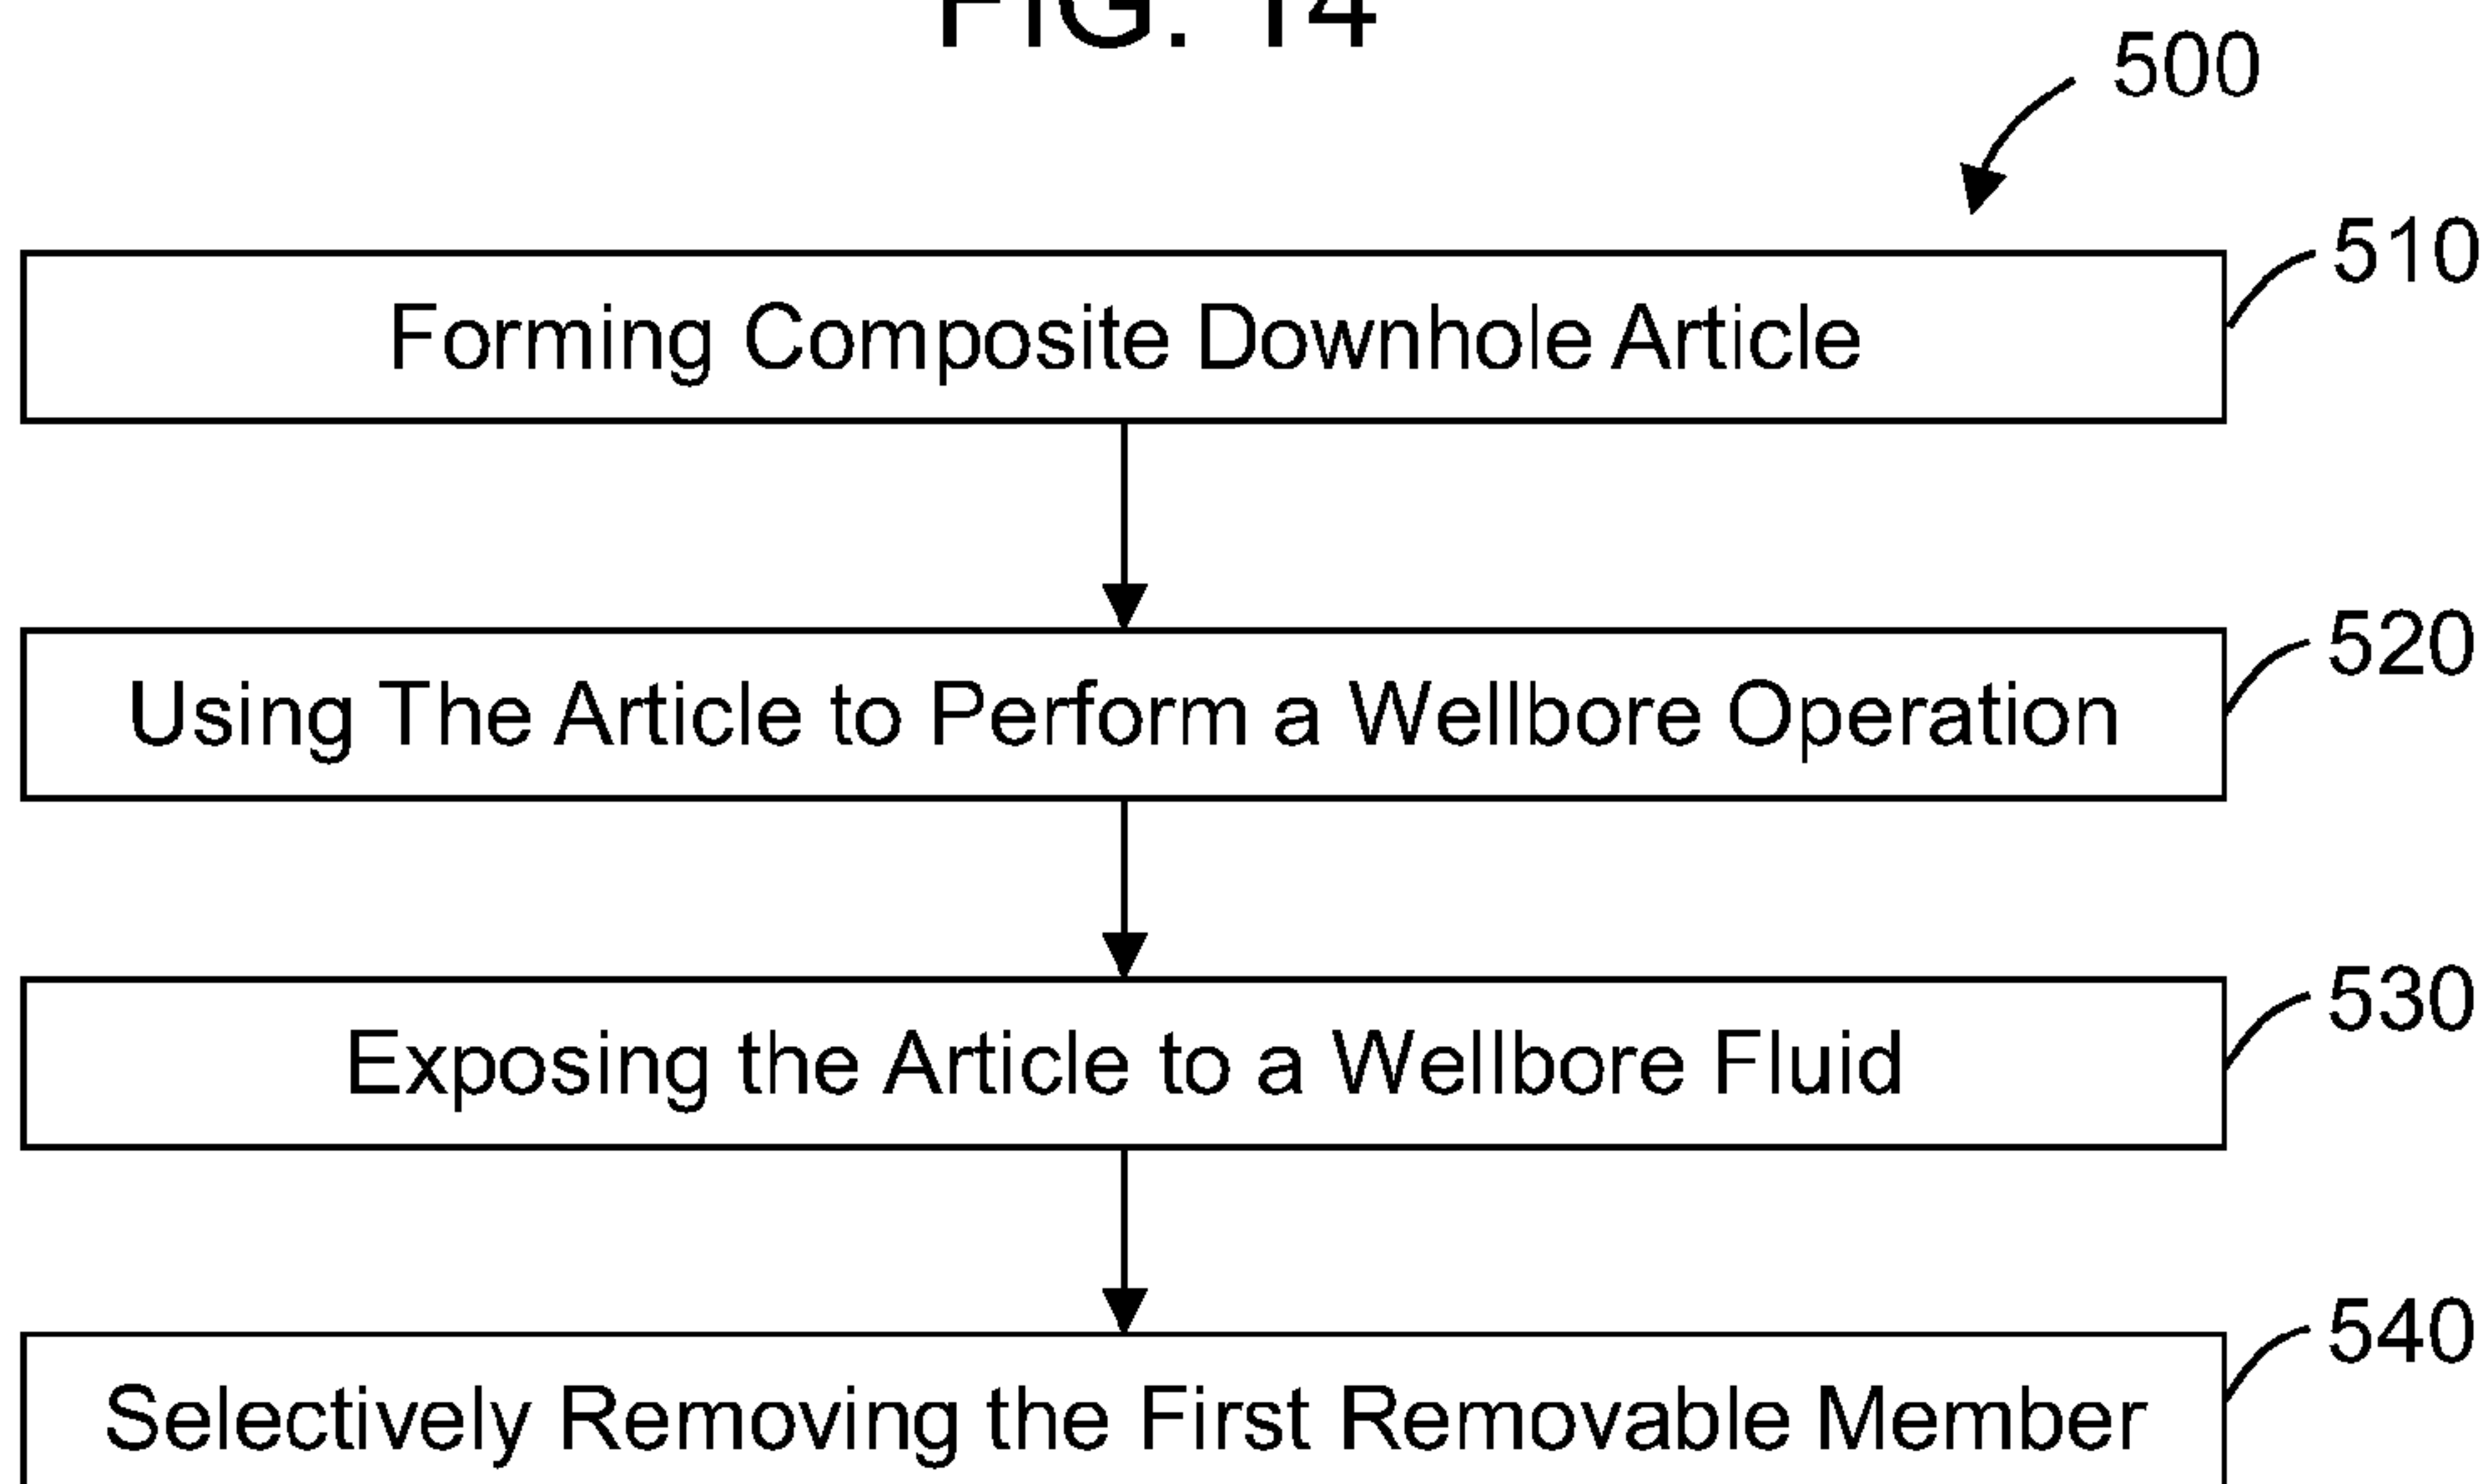 FIG. 14
500
510
Forming Composite Downhole Article
520
Using The Article to Perform a Wellbore Operation
530
Exposing the Article to a Wellbore Fluid
540
Selectively Removing the First Removable Member